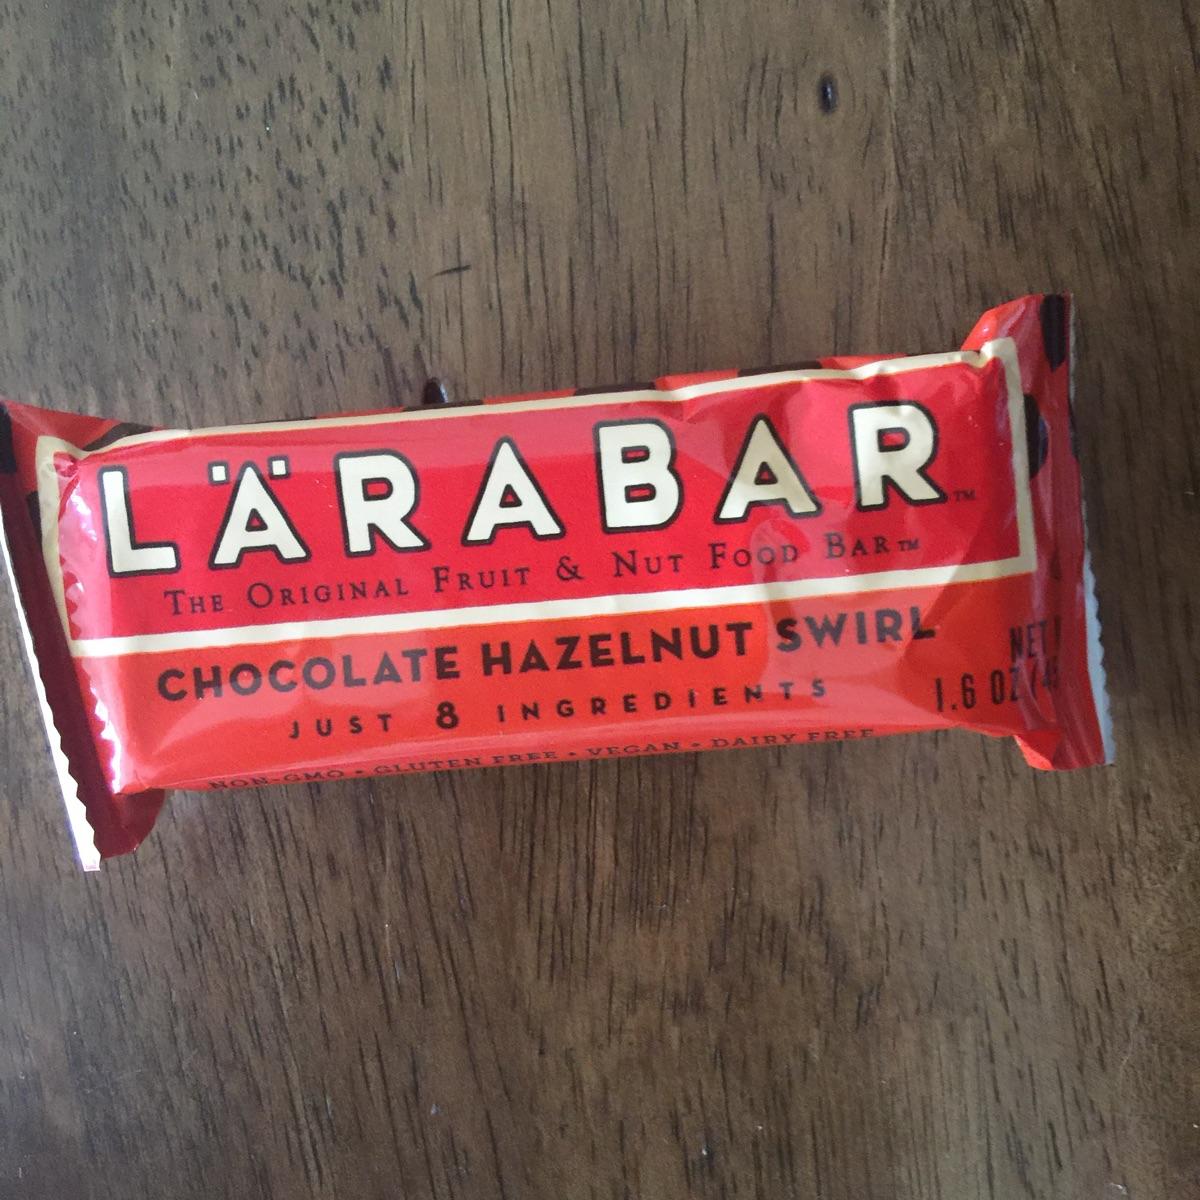 LÄRABAR™
The Original Fruit & Nut Food Bar™
CHOCOLATE HAZELNUT SWIRL
JUST 8 INGREDIENTS
NET
1.6 OZ
NON-GMO • GLUTEN FREE • VEGAN • DAIRY FREE